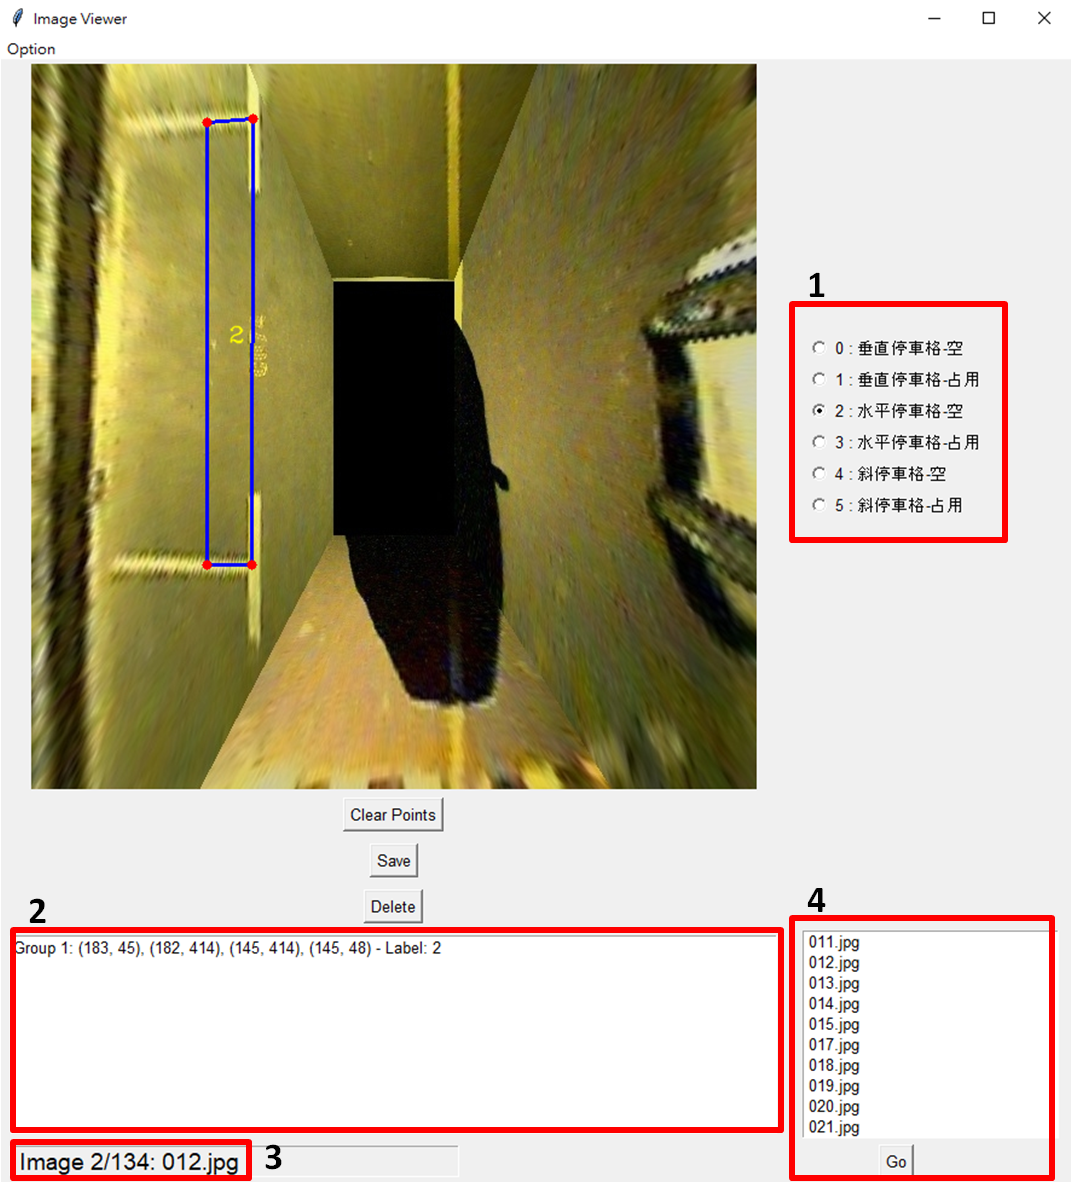 Image Viewer
Option
2
1
0 : 垂直停車格-空
1 : 垂直停車格-占用
2 : 水平停車格-空
3 : 水平停車格-占用
4 : 斜停車格-空
5 : 斜停車格-占用
Clear Points
Save
Delete
2
Group 1: (183, 45), (182, 414), (145, 414), (145, 48) - Label: 2
4
011.jpg
012.jpg
013.jpg
014.jpg
015.jpg
017.jpg
018.jpg
019.jpg
020.jpg
021.jpg
Go
Image 2/134: 012.jpg
3